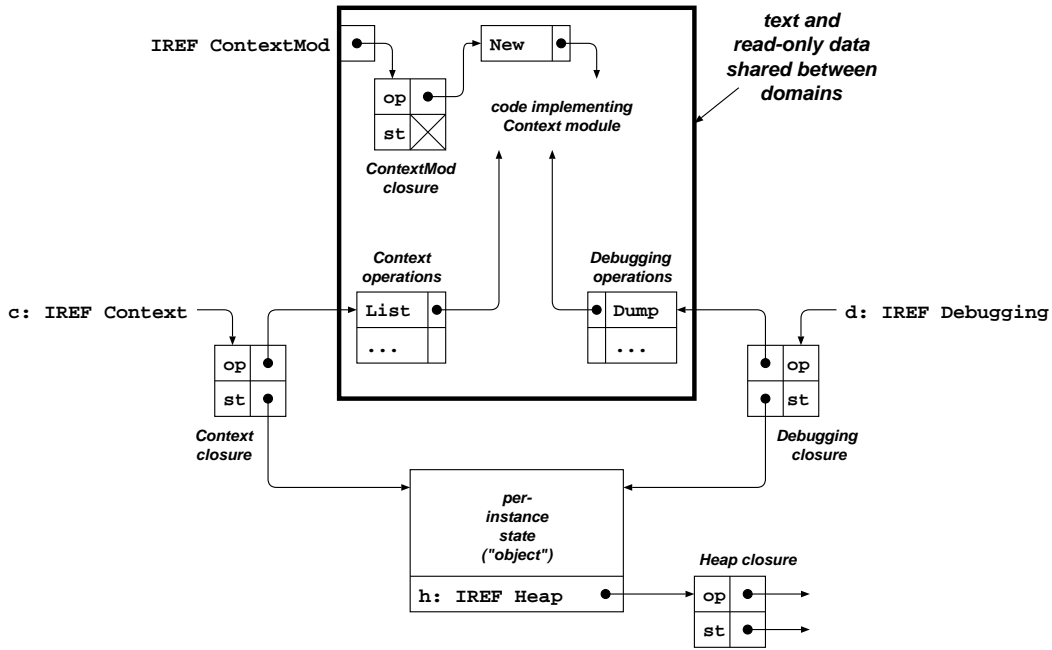 IREF ContextMod
New
text and
read-only data
shared between
domains
op
st
code implementing
Context module
ContextMod
closure
Context
operations
Debugging
operations
c: IREF Context
List
...
Dump
...
d: IREF Debugging
op
st
op
st
Context
closure
Debugging
closure
per-
instance
state
("object")
h: IREF Heap
Heap closure
op
st